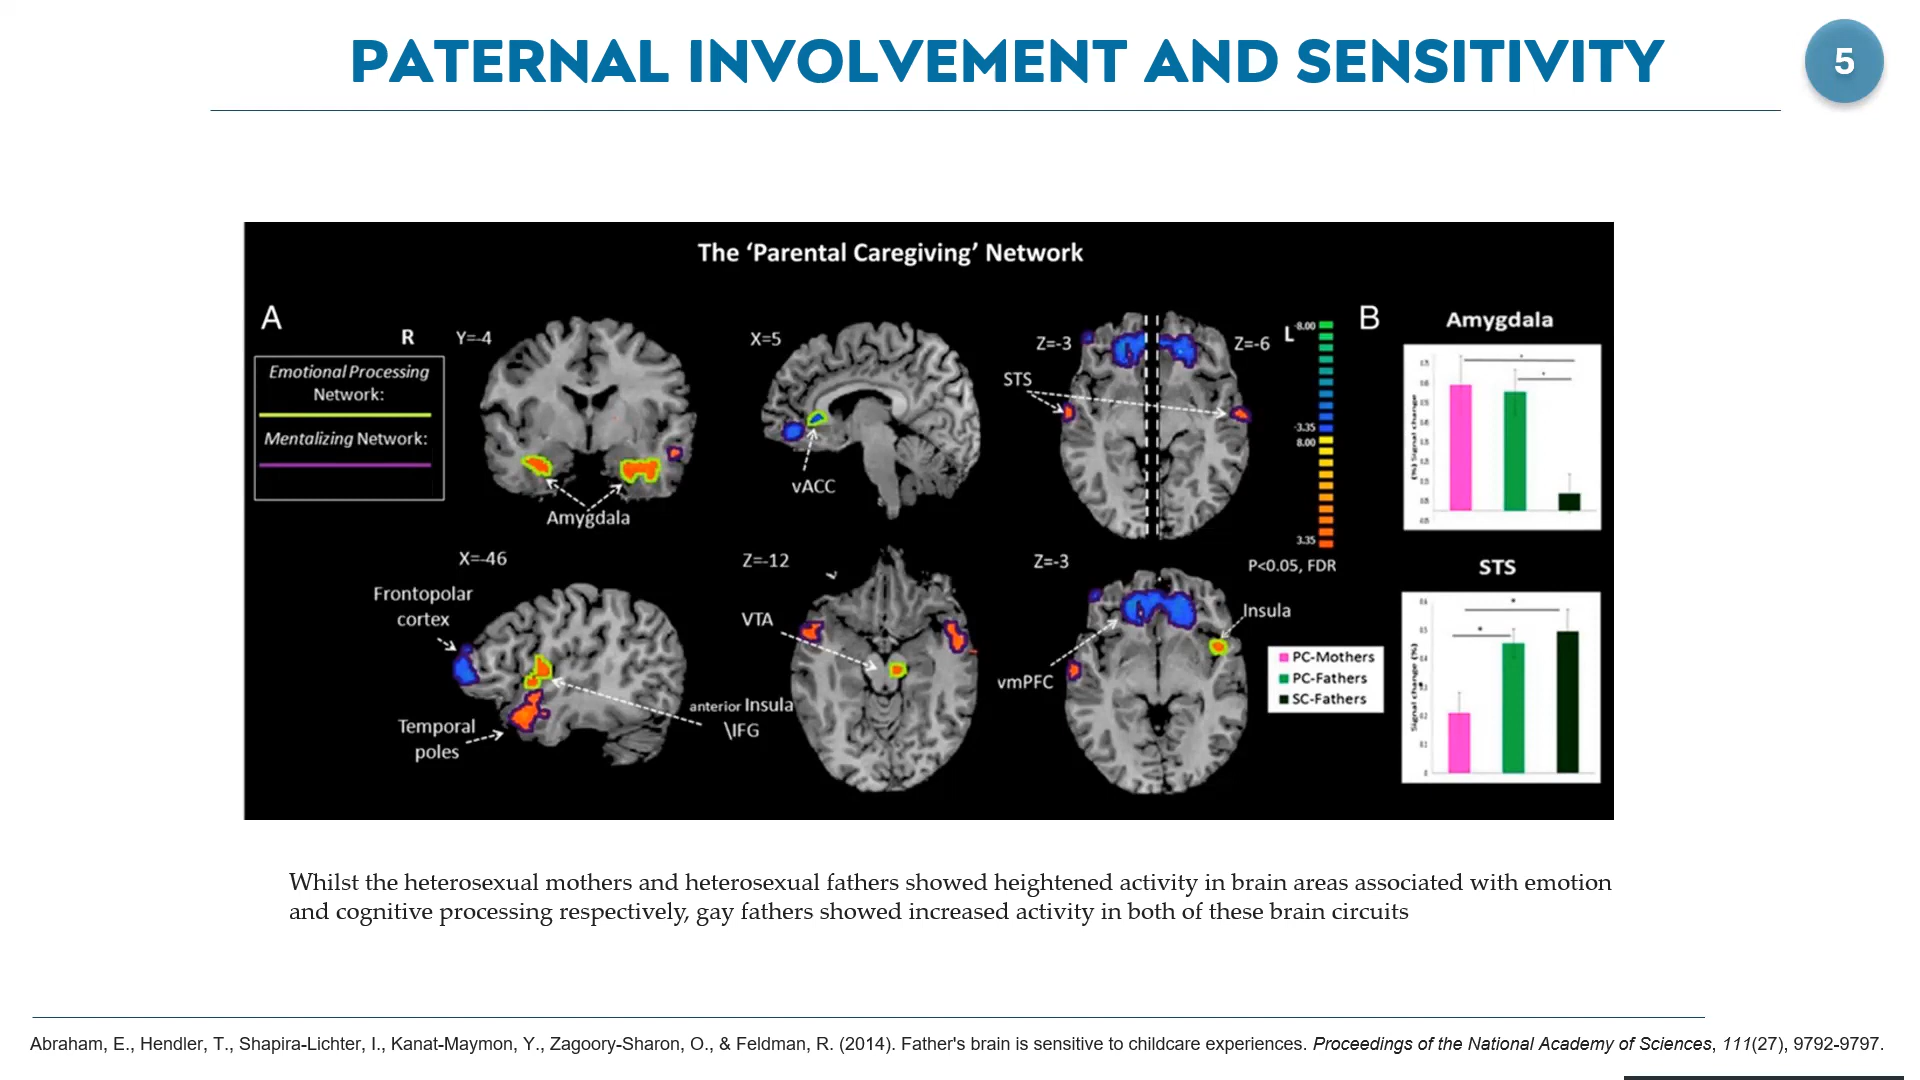 PATERNAL INVOLVEMENT AND SENSITIVITY
5
The ‘Parental Caregiving’ Network
A
R
Emotional Processing
Network:
Mentalizing Network:
Y=-4
Amygdala
X=5
vACC
Z=-3
Z=-6
STS
L
-8.00
-3.35
8.00
3.35
P<0.05, FDR
X=-46
Frontopolar
cortex
Temporal
poles
anterior Insula
\IFG
Z=-12
VTA
Z=-3
Insula
vmPFC
PC-Mothers
PC-Fathers
SC-Fathers
B
Amygdala
(%) Signal change
STS
Signal change (%)
Whilst the heterosexual mothers and heterosexual fathers showed heightened activity in brain areas associated with emotion
and cognitive processing respectively, gay fathers showed increased activity in both of these brain circuits
Abraham, E., Hendler, T., Shapira-Lichter, I., Kanat-Maymon, Y., Zagoory-Sharon, O., & Feldman, R. (2014). Father's brain is sensitive to childcare experiences. Proceedings of the National Academy of Sciences, 111(27), 9792-9797.